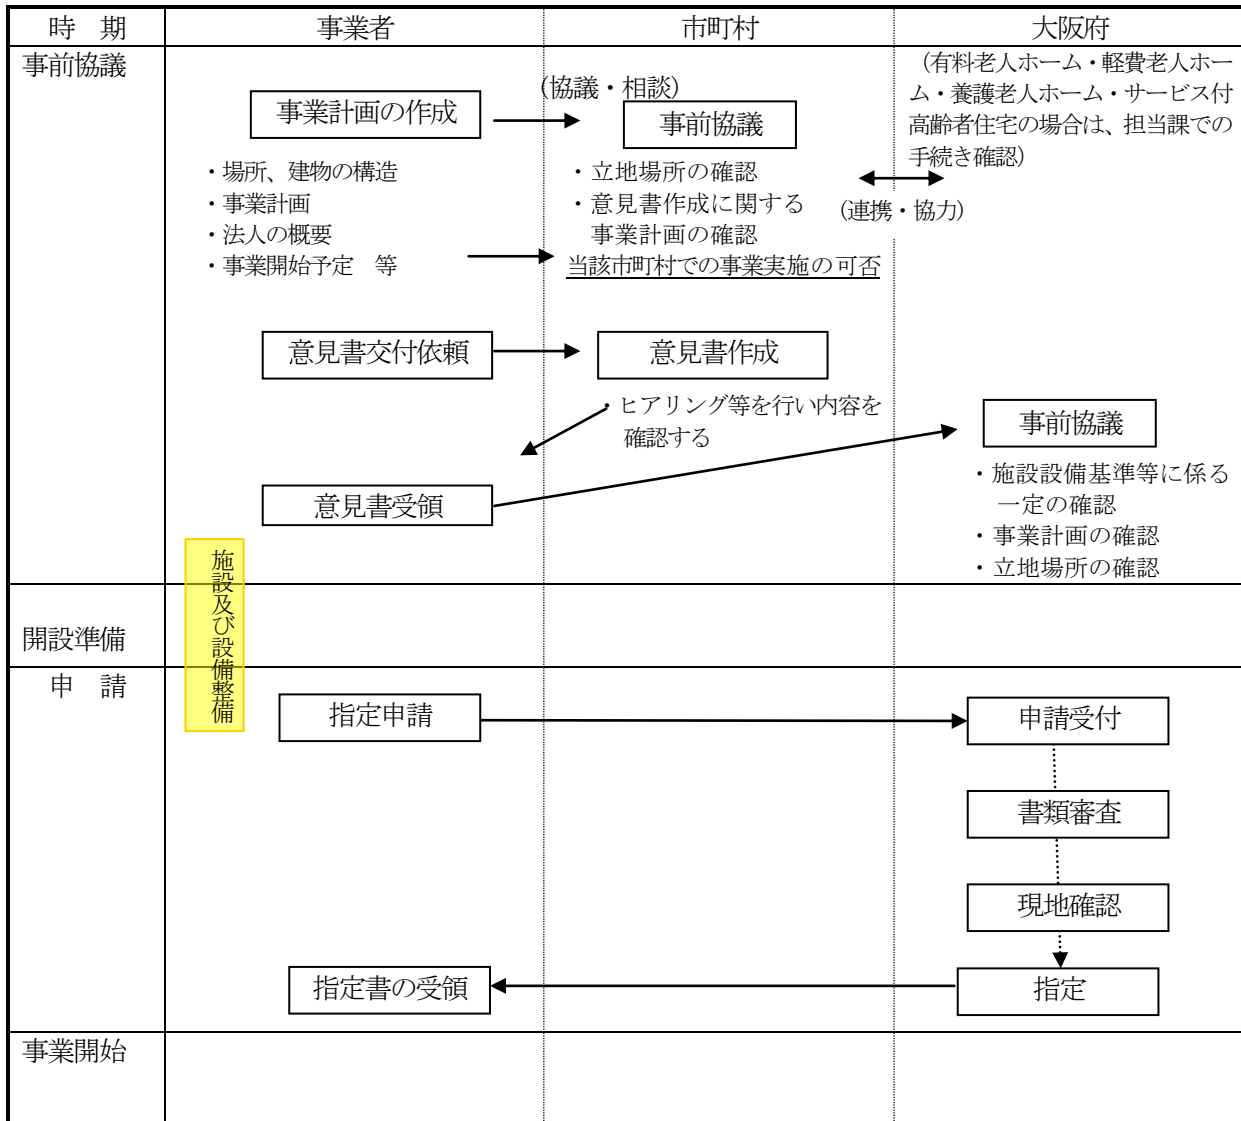 時　期
事業者
市町村
大阪府
事前協議
（有料老人ホーム・軽費老人ホー
ム・養護老人ホーム・サービス付
高齢者住宅の場合は、担当課での
手続き確認）
（協議・相談）
事業計画の作成
事前協議
・場所、建物の構造
・事業計画
・法人の概要
・事業開始予定　等
・立地場所の確認
・意見書作成に関する
事業計画の確認
当該市町村での事業実施の可否
（連携・協力）
意見書交付依頼
意見書作成
・ヒアリング等を行い内容を
確認する
事前協議
・施設設備基準等に係る
一定の確認
・事業計画の確認
・立地場所の確認
意見書受領
施設及び設備整備
開設準備
申　請
指定申請
申請受付
書類審査
現地確認
指定
指定書の受領
事業開始